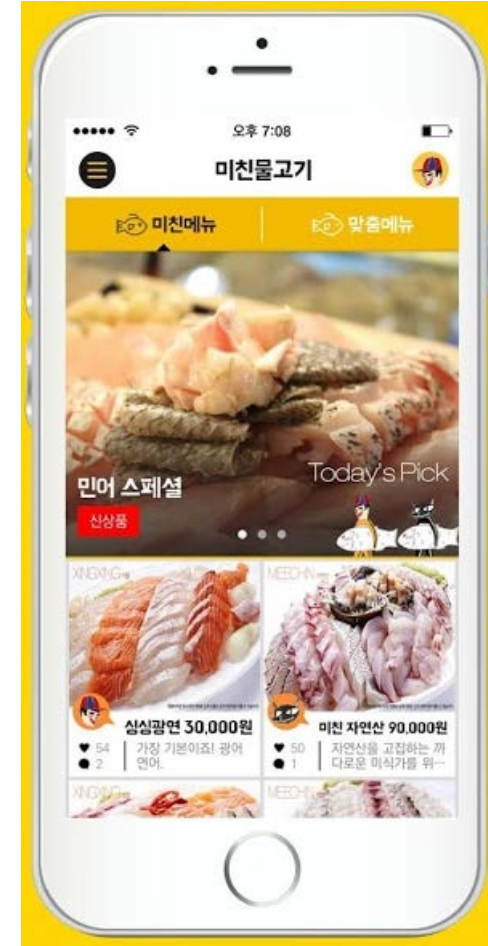 오후 7:08
미친물고기
미친메뉴
맞춤메뉴
Today's Pick
민어 스페셜
신상품
XINGXING
MEECHIN
싱싱광연 30,000원
54
가장 기본이죠! 광어
2
연어.
미친 자연산 90,000원
50
자연산을 고집하는 까
1
다로운 미식가를 위…
XINGXING
MEECHIN